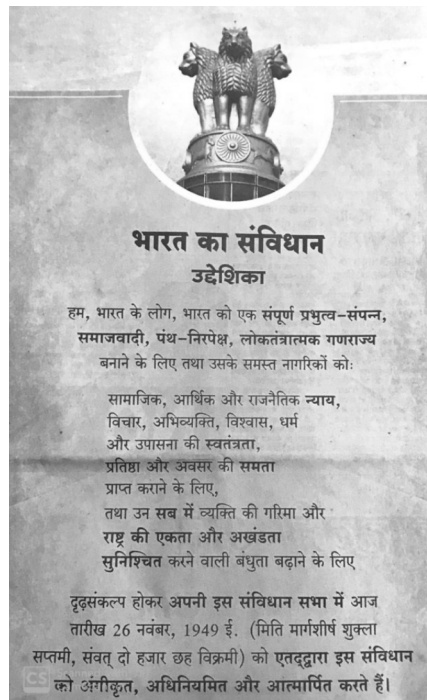 भारत का संविधान
उद्देशिका
हम, भारत के लोग, भारत को एक संपूर्ण प्रभुत्व-संपन्न,
समाजवादी, पंथ-निरपेक्ष, लोकतंत्रात्मक गणराज्य
बनाने के लिए तथा उसके समस्त नागरिकों को:
सामाजिक, आर्थिक और राजनैतिक न्याय,
विचार, अभिव्यक्ति, विश्वास, धर्म
और उपासना की स्वतंत्रता,
प्रतिष्ठा और अवसर की समता
प्राप्त कराने के लिए,
तथा उन सब में व्यक्ति की गरिमा और
राष्ट्र की एकता और अखंडता
सुनिश्चित करने वाली बंधुता बढ़ाने के लिए
दृढ़संकल्प होकर अपनी इस संविधान सभा में आज
तारीख 26 नवंबर, 1949 ई. (मिति मार्गशीर्ष शुक्ला
सप्तमी, संवत् दो हजार छह विक्रमी) को एतद्द्वारा इस संविधान
को अंगीकृत, अधिनियमित और आत्मार्पित करते हैं।
CS